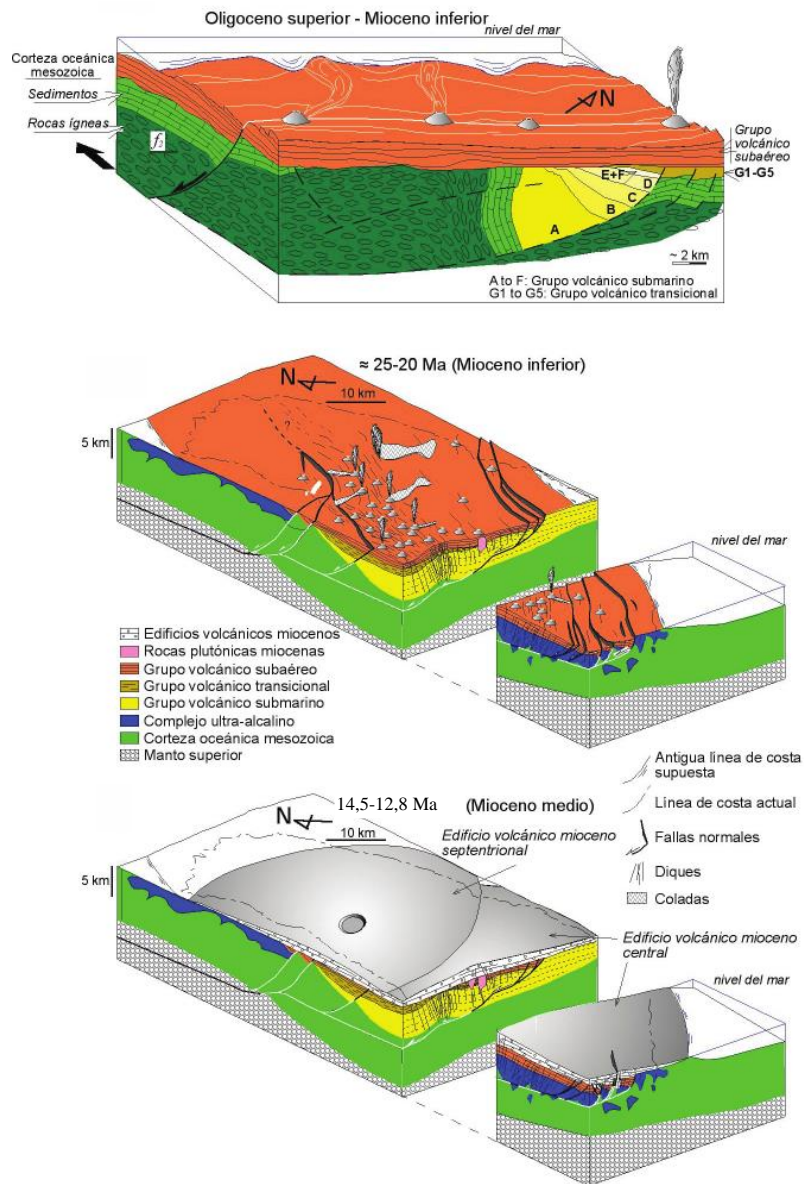 Oligoceno superior - Mioceno inferior
nivel del mar
Corteza oceánica
mesozoica
Sedimentos
Rocas ígneas
f₂
N
Grupo
volcánico
subaéreo
G1-G5
E+F
D
C
B
A
~ 2 km
A to F: Grupo volcánico submarino
G1 to G5: Grupo volcánico transicional
≈ 25-20 Ma (Mioceno inferior)
N
10 km
5 km
nivel del mar
Edificios volcánicos miocenos
Rocas plutónicas miocenas
Grupo volcánico subaéreo
Grupo volcánico transicional
Grupo volcánico submarino
Complejo ultra-alcalino
Corteza oceánica mesozoica
Manto superior
Antigua línea de costa
supuesta
Línea de costa actual
Fallas normales
Diques
Coladas
14,5-12,8 Ma (Mioceno medio)
N
10 km
5 km
Edificio volcánico mioceno
septentrional
Edificio volcánico mioceno
central
nivel del mar